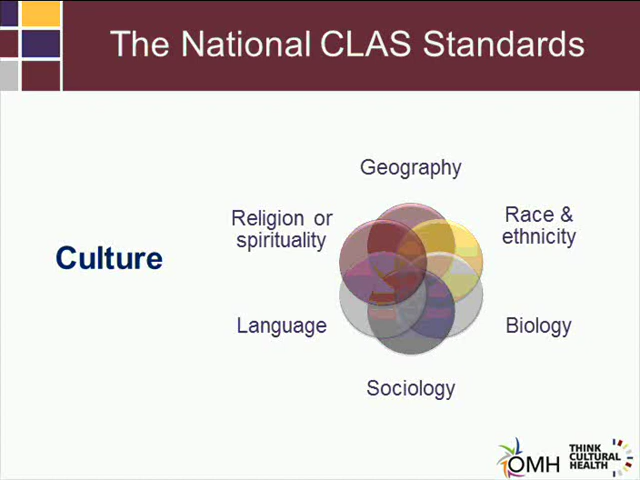 The National CLAS Standards
Geography
Religion or
spirituality
Race &
ethnicity
Culture
Language
Biology
Sociology
OMH
THINK
CULTURAL
HEALTH